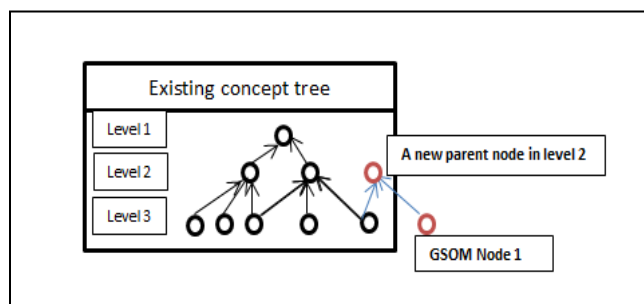 Existing concept tree
Level 1
Level 2
A new parent node in level 2
Level 3
GSOM Node 1